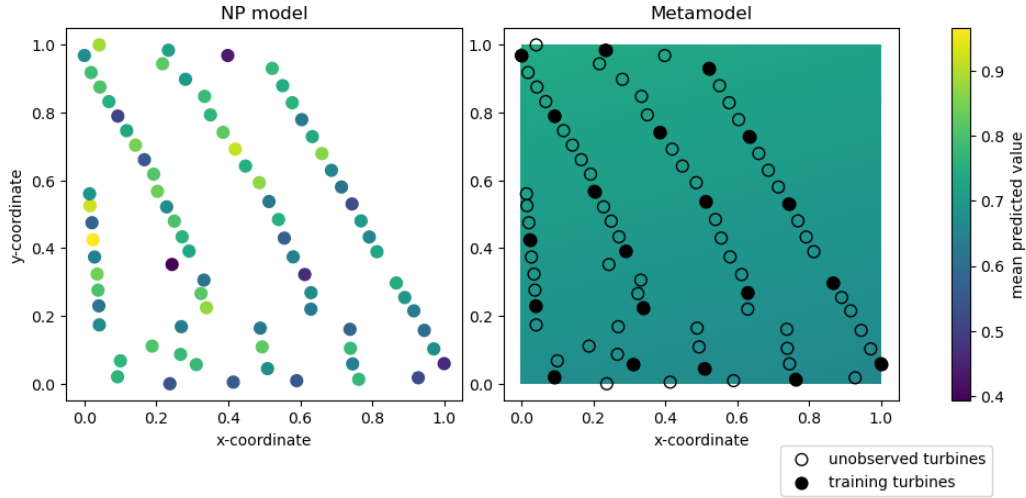 NP model
Metamodel
1.0
0.8
0.6
0.4
0.2
0.0
y-coordinate
0.0 0.2 0.4 0.6 0.8 1.0
x-coordinate
1.0
0.8
0.6
0.4
0.2
0.0
0.0 0.2 0.4 0.6 0.8 1.0
x-coordinate
0.9
0.8
0.7
0.6
0.5
0.4
mean predicted value
unobserved turbines
training turbines